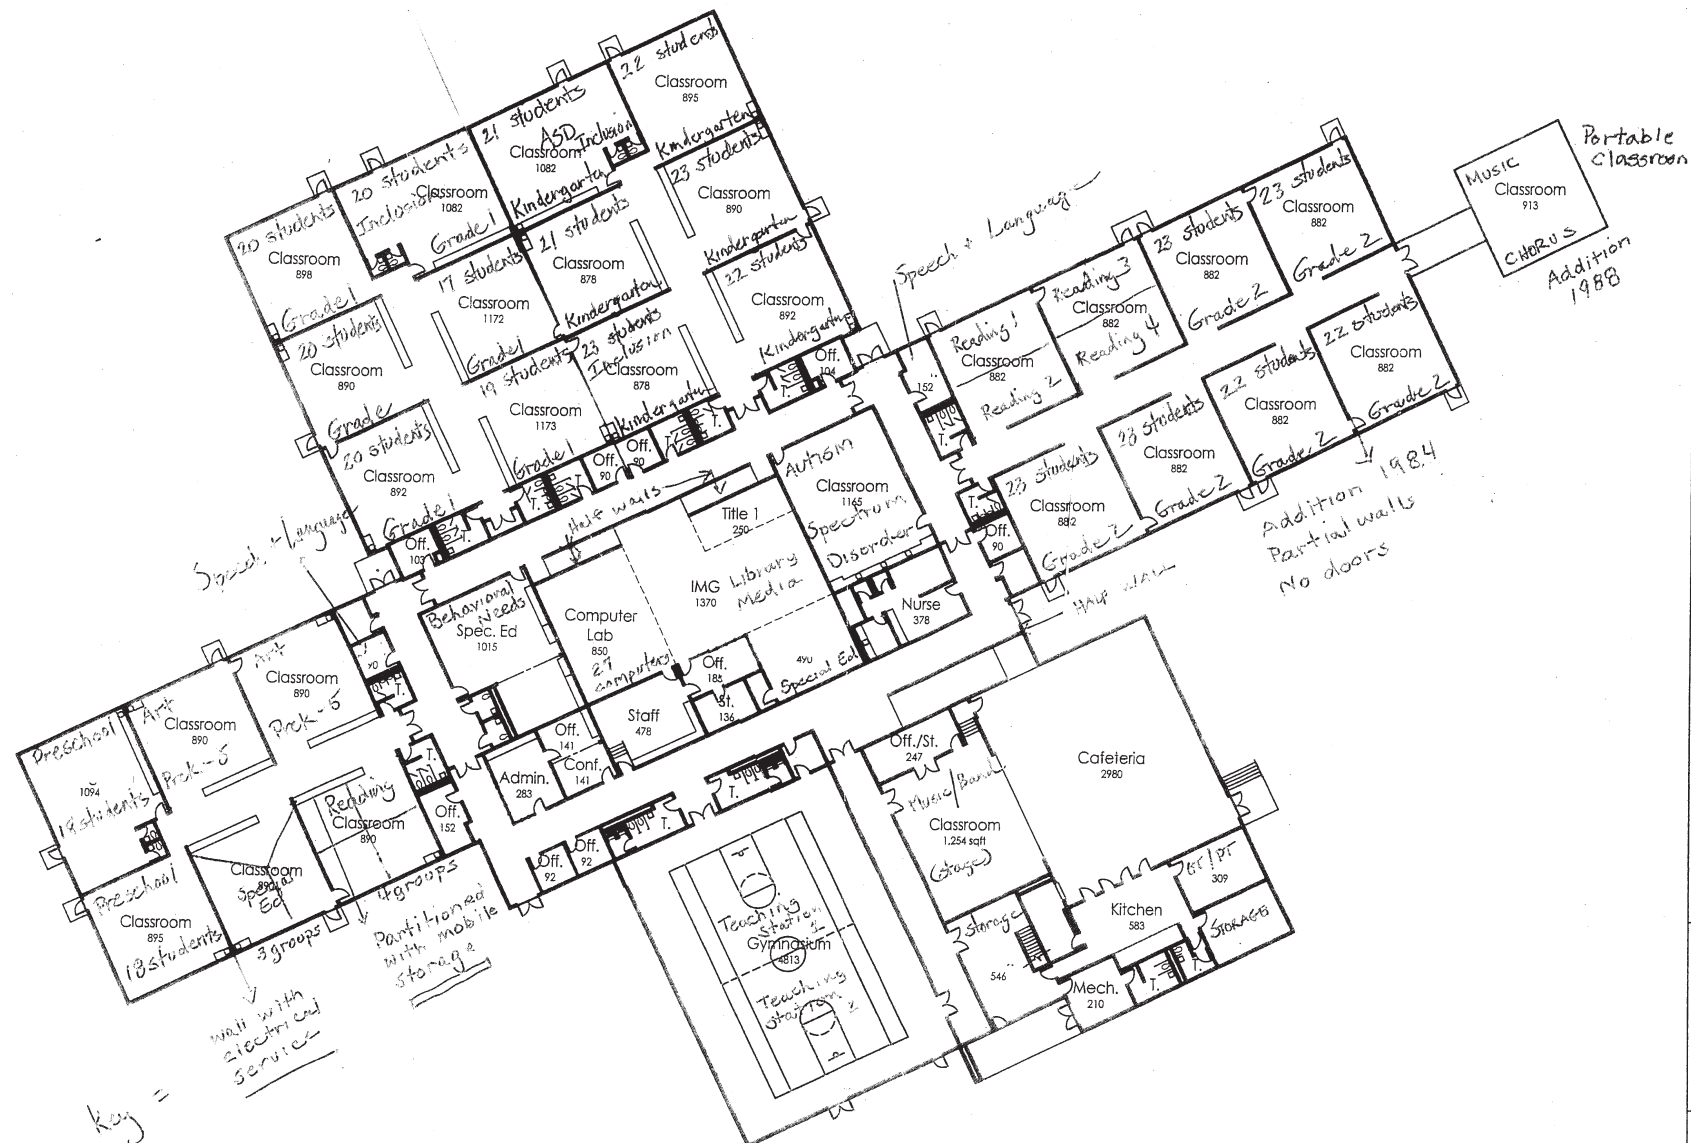 22 students
Classroom
895
Kindergarten
21 students
ASD
Inclusion
Classroom
1082
Kindergarten
20 students
Inclusion
Classroom
1082
Grade 1
20 students
Classroom
898
Grade 1
23 students
Classroom
890
Kindergarten
21 students
Classroom
878
Kindergarten
17 students
Classroom
1172
Grade 1
20 students
Classroom
890
Grade
22 students
Classroom
892
Kindergarten
23 students
Inclusion
Classroom
878
Kindergarten
19 students
Classroom
1173
Grade 1
20 students
Classroom
892
Grade 1
Off.
104
T.
T.
T.
Off.
90
Off.
90
T.
T.
T.
Off.
103
Speech + Language
Speech + Language
Half walls
Portable
Classroom
MUSIC
Classroom
913
CHORUS
Addition
1988
23 students
Classroom
882
Grade 2
23 students
Classroom
882
Grade 2
Reading 3
Classroom
882
Reading 4
Reading 1
Classroom
882
Reading 2
152
T.
22 students
Classroom
882
Grade 2
22 students
Classroom
882
Grade 2
23 students
Classroom
882
Grade 2
23 students
Classroom
882
Grade 2
T.
Off.
90
Addition 1984
Partial walls
No doors
HALF WALL
Autism
Classroom
1165
Spectrum
Disorder
Title 1
250
IMG
1370
Library
Media
Nurse
378
Computer
Lab
850
27
computers
Behavioral
Needs
Spec. Ed
1015
490
Special Ed.
Off.
185
St.
136
Staff
478
Off.
141
Conf.
141
Admin.
283
Art
Classroom
890
Prek-5
90
T.
Art
Classroom
890
Prek-5
Preschool
1094
18 students
Preschool
Classroom
895
18 students
Classroom
890
Special
Ed
3 groups
Reading
Classroom
890
4 groups
T.
Off.
152
Off.
92
Off.
92
T.
T.
Partitioned
with mobile
storage
wall with
electrical
service
Key =
Teaching
Station
1
Gymnasium
4813
Teaching
Station
2
Off./St.
247
Music/Band
Classroom
1,254 sqft
(stage)
Cafeteria
2980
Storage
546
Kitchen
583
309
STORAGE
Mech.
210
T.
T.